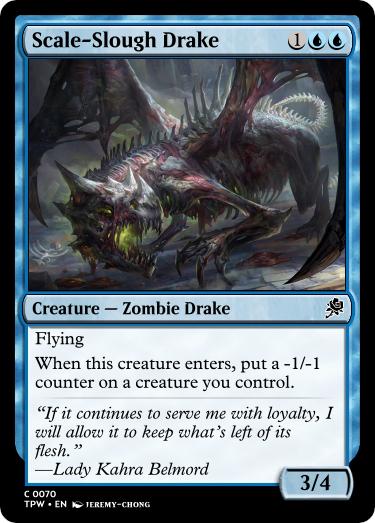 Scale-Slough Drake 1
Creature — Zombie Drake
Flying
When this creature enters, put a -1/-1
counter on a creature you control.
“If it continues to serve me with loyalty, I
will allow it to keep what’s left of its
flesh.”
—Lady Kahra Belmord
3/4
C 0070
TPW • EN JEREMY-CHONG